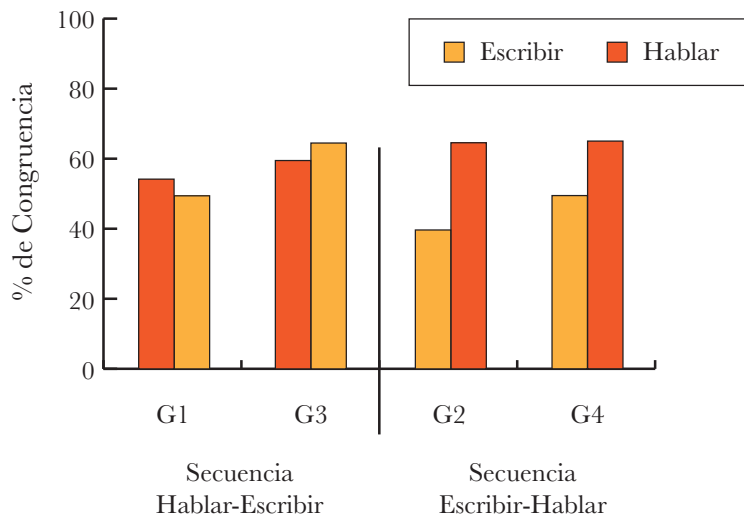 100
80
60
40
20
0
% de Congruencia
Escribir Hablar
G1 G3 G2 G4
Secuencia Secuencia
Hablar-Escribir Escribir-Hablar